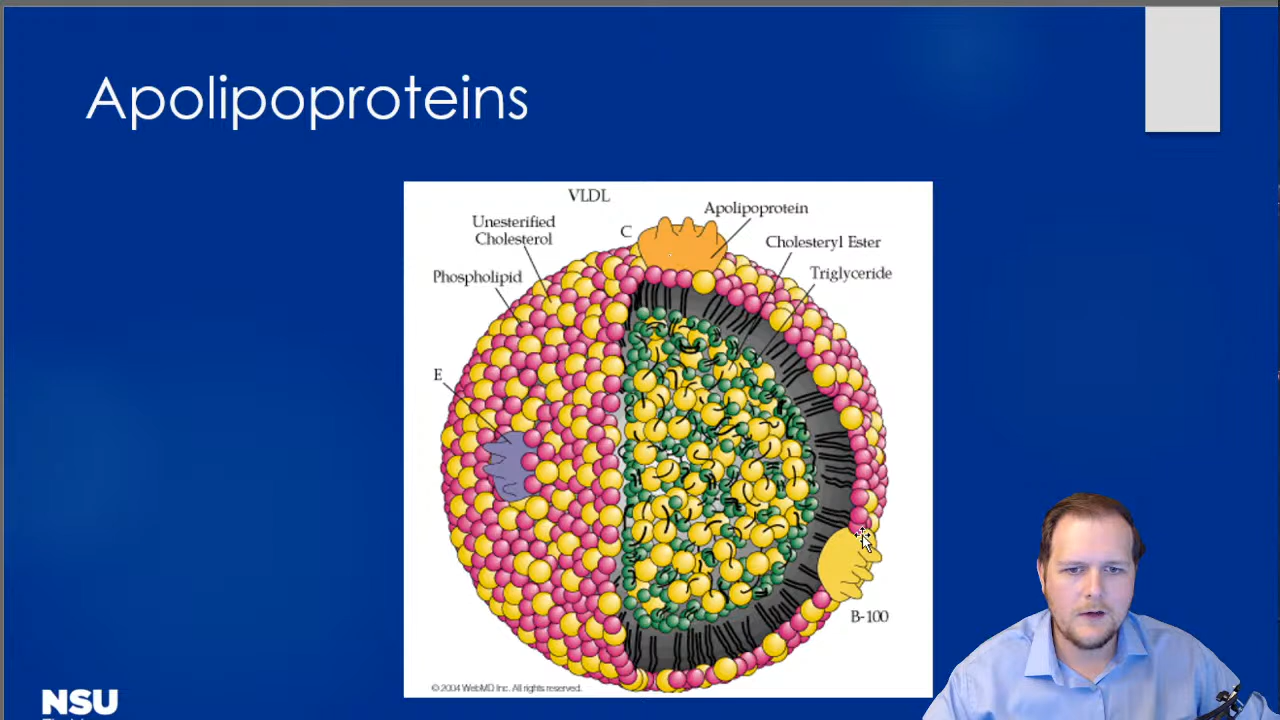 Apolipoproteins
VLDL
Apolipoprotein
Unesterified
Cholesterol
C
Cholesteryl Ester
Phospholipid
Triglyceride
E
B-100
© 2004 WebMD Inc. All rights reserved.
NSU